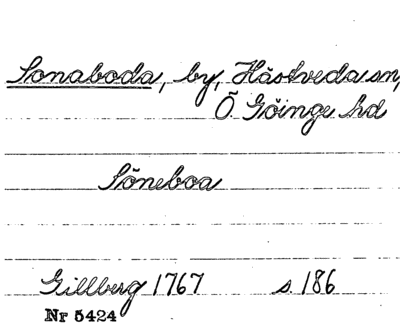 Sonaboda, by, Hästveda sn,
Ö Göinge hd
Söneboa
Gillberg 1767 s. 186
Nr 5424